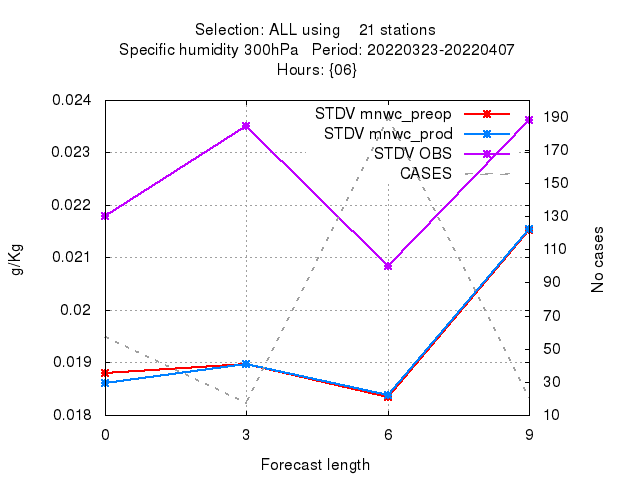 Selection: ALL using 21 stations
Specific humidity 300hPa Period: 20220323-20220407
Hours: {06}
0.024
0.023
0.022
0.021
0.02
0.019
0.018
g/Kg
STDV mnwc_preop
STDV mnwc_prod
STDV OBS
CASES
190
170
150
130
110
90
70
50
30
10
No cases
0 3 6 9
Forecast length